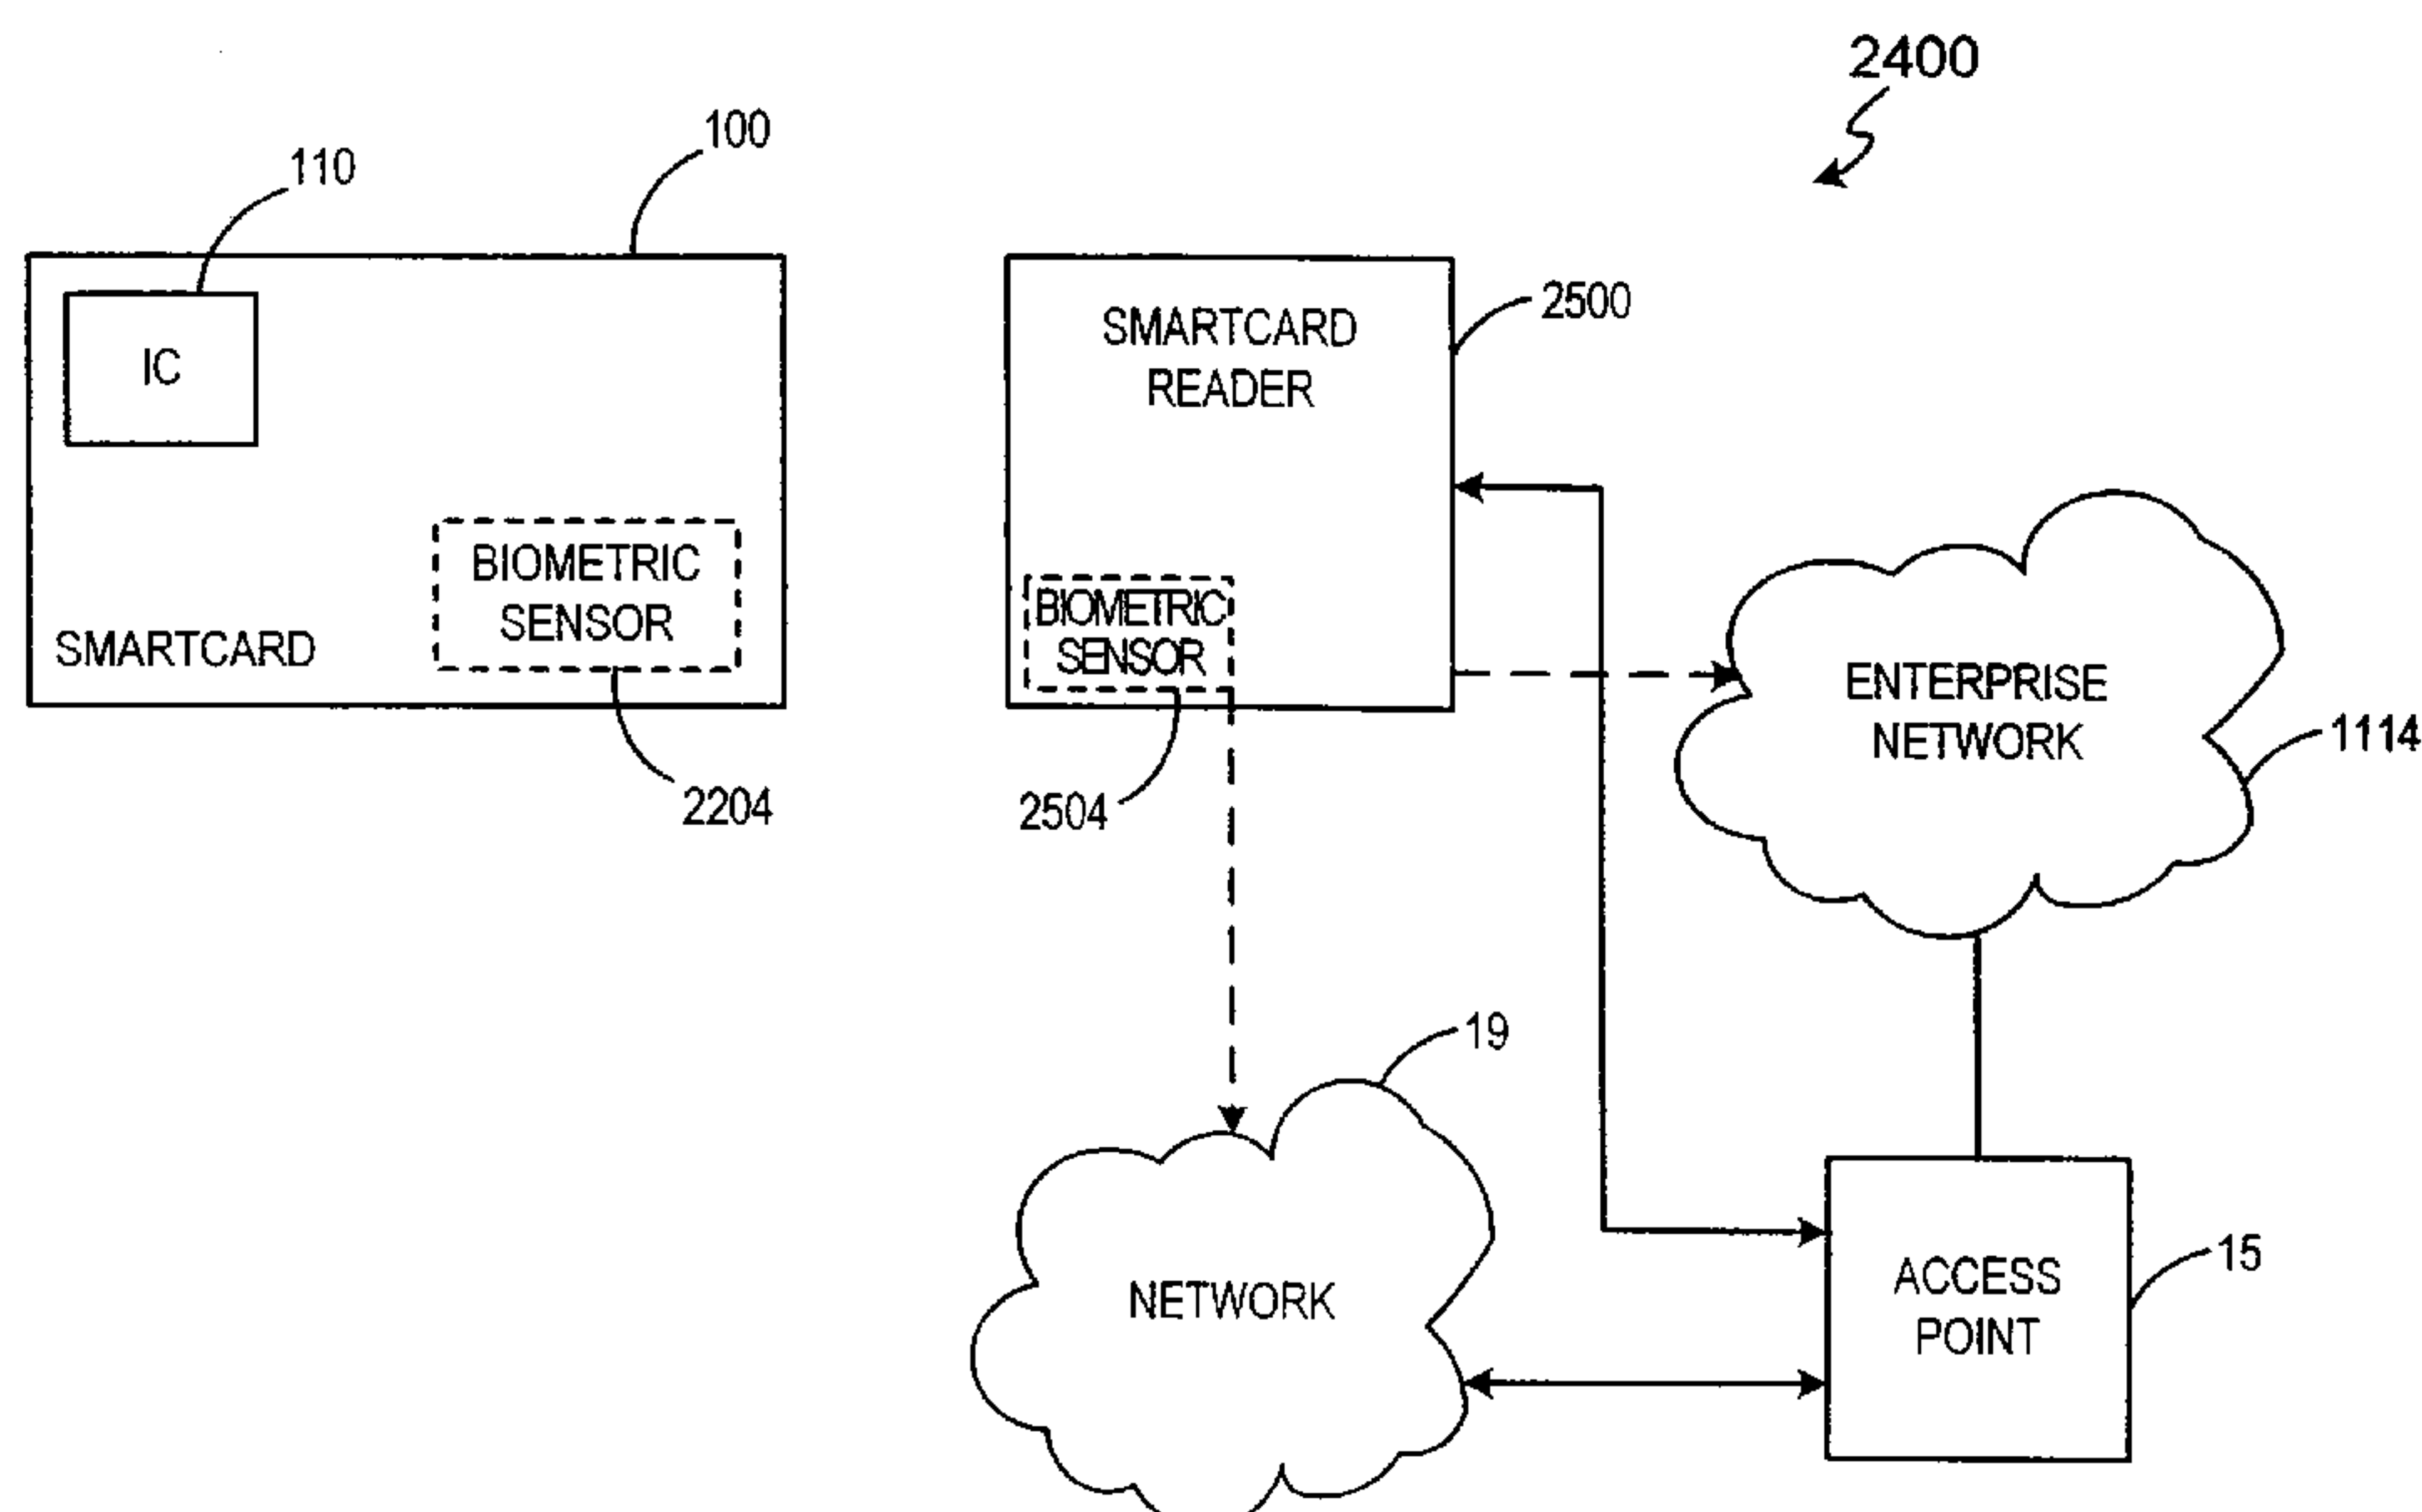 2400
100
110
IC
SMARTCARD
READER
2500
BIOMETRIC
SENSOR
SMARTCARD
2204
BIOMETRIC
SENSOR
2504
ENTERPRISE
NETWORK
1114
19
NETWORK
ACCESS
POINT
15